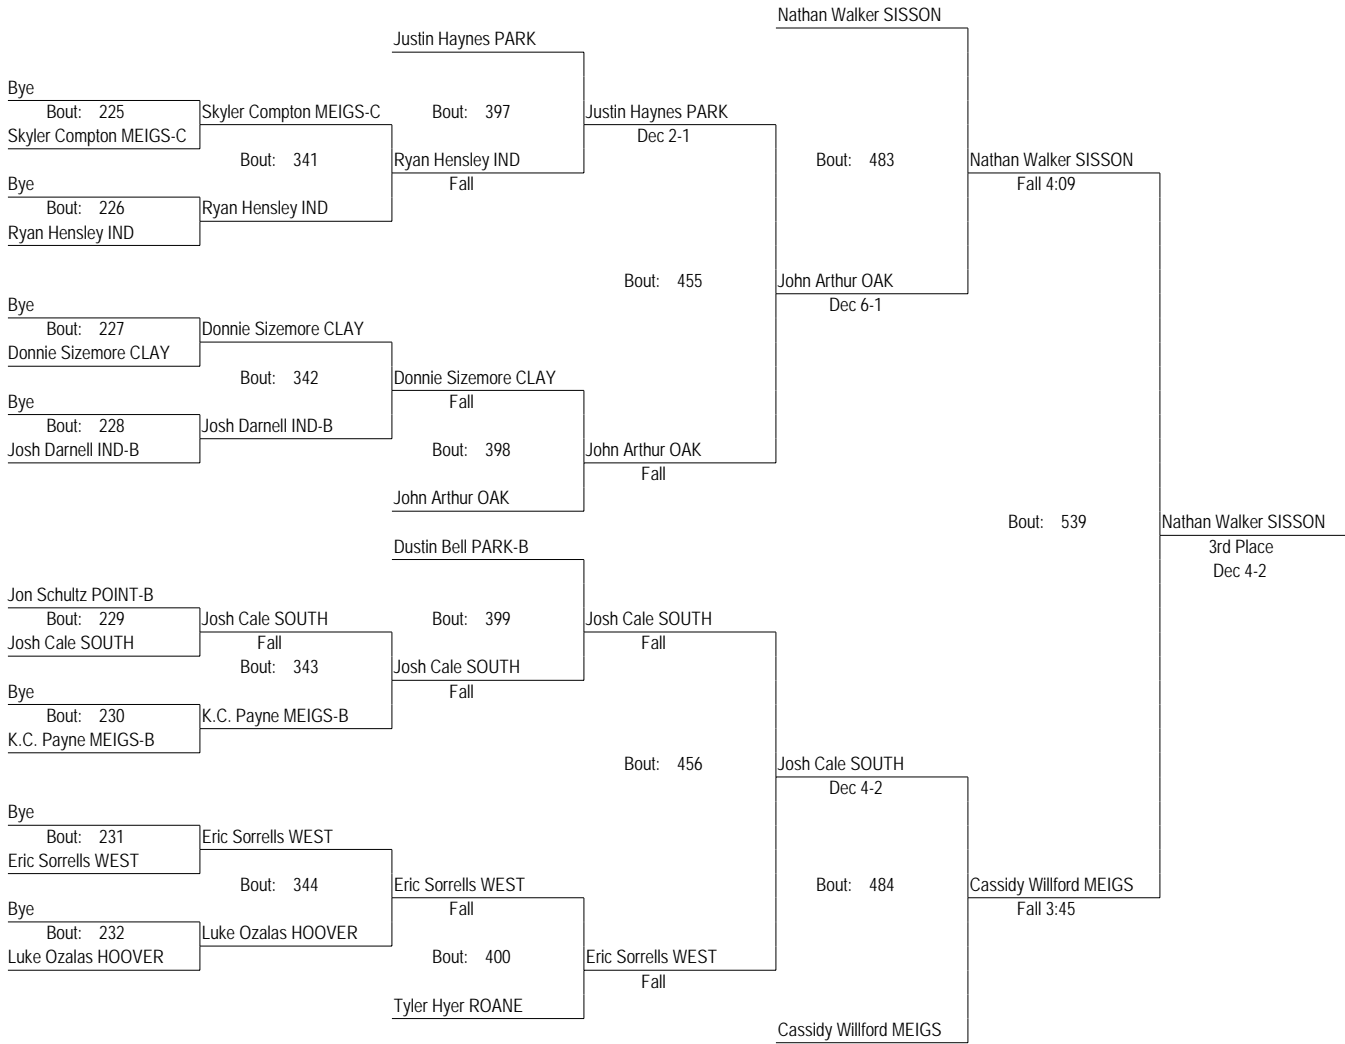 Nathan Walker SISSON
Justin Haynes PARK
Bye
Bout: 225
Skyler Compton MEIGS-C
Bout: 397
Justin Haynes PARK
Skyler Compton MEIGS-C
Dec 2-1
Bout: 341
Ryan Hensley IND
Bout: 483
Nathan Walker SISSON
Bye
Fall
Fall 4:09
Bout: 226
Ryan Hensley IND
Ryan Hensley IND
Bout: 455
John Arthur OAK
Bye
Dec 6-1
Bout: 227
Donnie Sizemore CLAY
Donnie Sizemore CLAY
Bout: 342
Donnie Sizemore CLAY
Bye
Fall
Bout: 228
Josh Darnell IND-B
Josh Darnell IND-B
Bout: 398
John Arthur OAK
Fall
John Arthur OAK
Bout: 539
Nathan Walker SISSON
Dustin Bell PARK-B
3rd Place
Dec 4-2
Jon Schultz POINT-B
Bout: 229
Josh Cale SOUTH
Bout: 399
Josh Cale SOUTH
Josh Cale SOUTH
Fall
Fall
Bout: 343
Josh Cale SOUTH
Bye
Fall
Bout: 230
K.C. Payne MEIGS-B
K.C. Payne MEIGS-B
Bout: 456
Josh Cale SOUTH
Dec 4-2
Bye
Bout: 231
Eric Sorrells WEST
Eric Sorrells WEST
Bout: 344
Eric Sorrells WEST
Bout: 484
Cassidy Willford MEIGS
Bye
Fall
Fall 3:45
Bout: 232
Luke Ozalas HOOVER
Luke Ozalas HOOVER
Bout: 400
Eric Sorrells WEST
Fall
Tyler Hyer ROANE
Cassidy Willford MEIGS